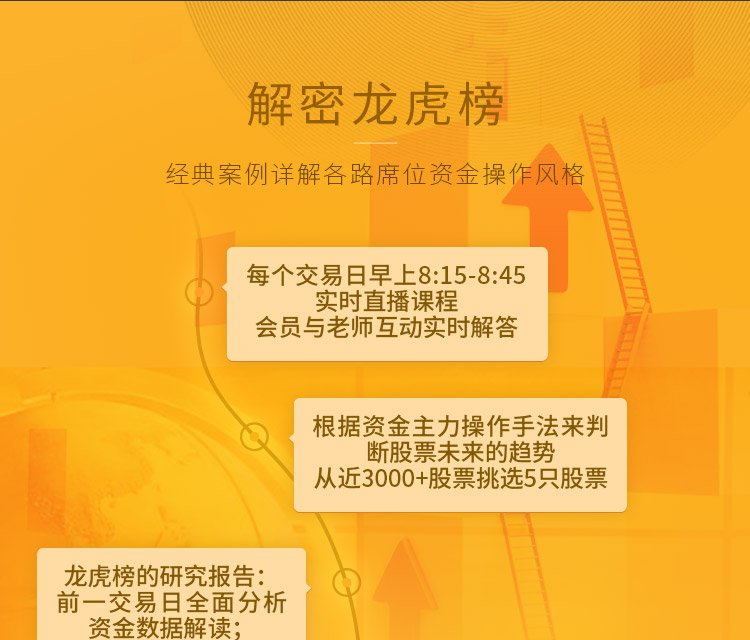 解密龙虎榜
经典案例详解各路席位资金操作风格
每个交易日早上8:15-8:45
实时直播课程
会员与老师互动实时解答
根据资金主力操作手法来判
断股票未来的趋势
从近3000+股票挑选5只股票
龙虎榜的研究报告：
前一交易日全面分析
资金数据解读；